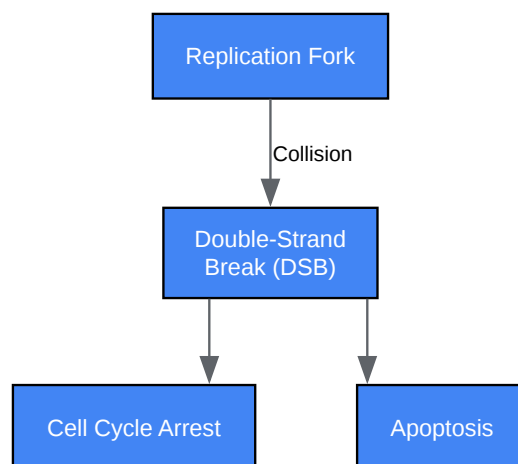 Replication Fork
Collision
Double-Strand
Break (DSB)
Cell Cycle Arrest
Apoptosis